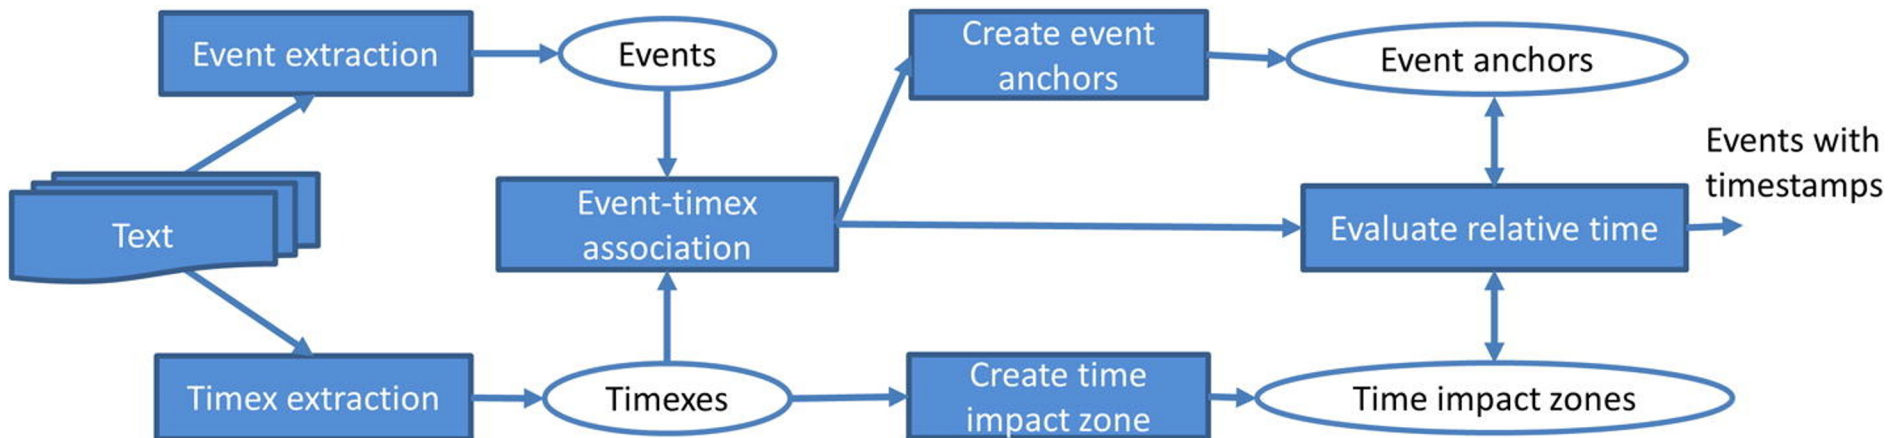 Event extraction
Events
Create event
anchors
Event anchors
Events with
timestamps
Text
Event-timex
association
Evaluate relative time
Timex extraction
Timexes
Create time
impact zone
Time impact zones